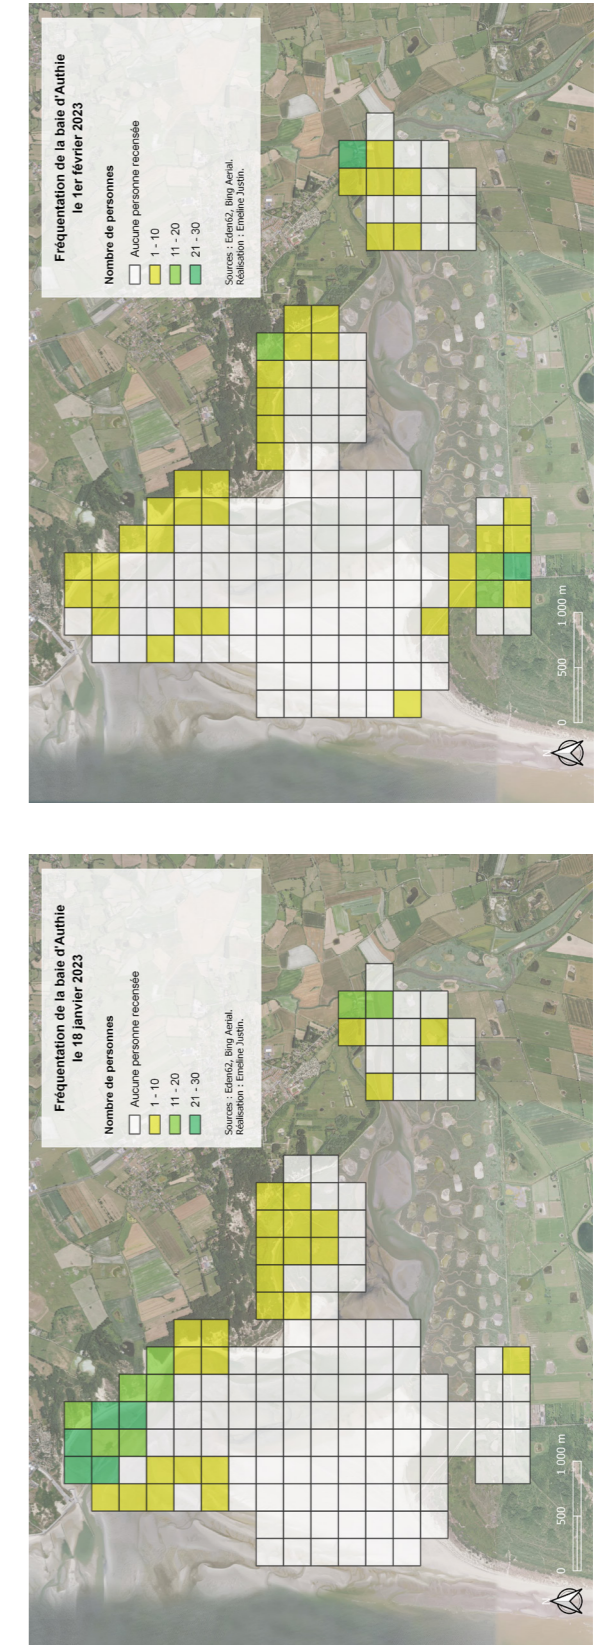 Fréquentation de la baie d'Authie
le 1er février 2023
Nombre de personnes
Aucune personne recensée
1 - 10
11 - 20
21 - 30
Sources : Eden62, Bing Aerial.
Réalisation : Emeline Justin.
0 500 1 000 m
Fréquentation de la baie d'Authie
le 18 janvier 2023
Nombre de personnes
Aucune personne recensée
1 - 10
11 - 20
21 - 30
Sources : Eden62, Bing Aerial.
Réalisation : Emeline Justin.
0 500 1 000 m